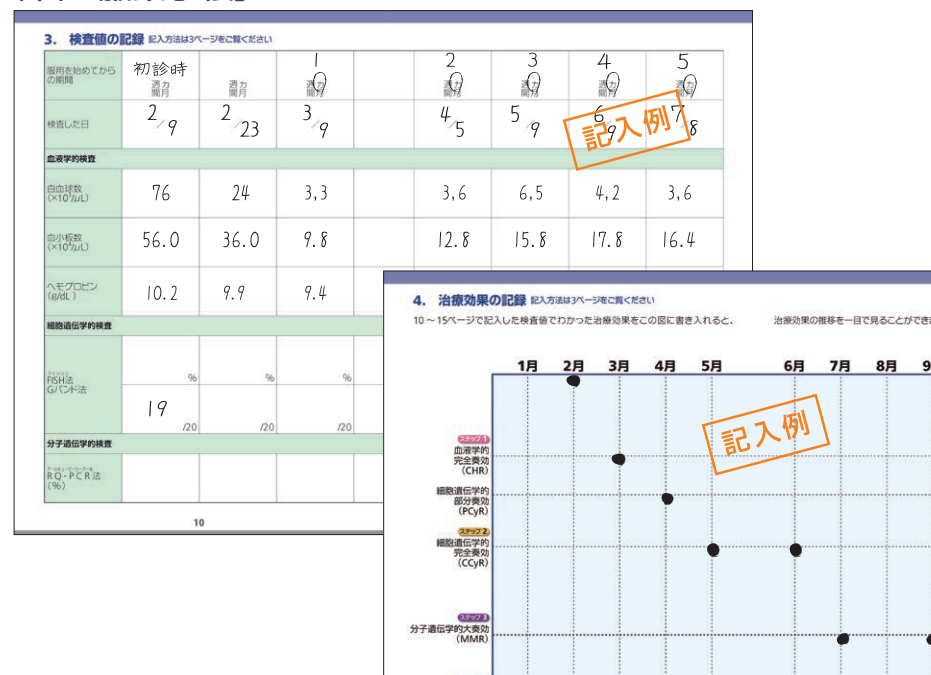 3. 検査値の記録 記入方法は3ページをご覧ください
服用を始めてから
の期間
初診時 1 2 3 4 5
週間 カ月 週間 カ月 週間 カ月 週間 カ月 週間 カ月 週間 カ月 週間 カ月
検査した日 2/9 2/23 3/9 4/5 5/9 6/9 7/8
記入例
血液学的検査
白血球数
(×10³/μL) 76 24 3,3 3,6 6,5 4,2 3,6
血小板数
(×10⁴/μL) 56.0 36.0 9.8 12.8 15.8 17.8 16.4
ヘモグロビン
(g/dL) 10.2 9.9 9.4
細胞遺伝学的検査
FISH法
Gバンド法
% % %
19 /20 /20 /20
分子遺伝学的検査
RQ-PCR法
(%)
10
4. 治療効果の記録 記入方法は3ページをご覧ください
10~15ページで記入した検査値でわかった治療効果をこの図に書き入れると、 治療効果の推移を一目で見ることができ
1月 2月 3月 4月 5月 6月 7月 8月 9
記入例
ステップ1
血液学的
完全奏効
(CHR)
細胞遺伝学的
部分奏効
(PCyR)
ステップ2
細胞遺伝学的
完全奏効
(CCyR)
ステップ3
分子遺伝学的大奏効
(MMR)